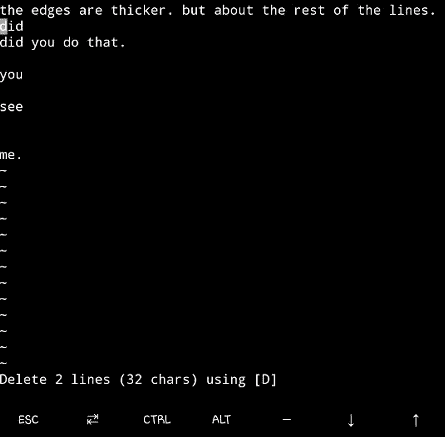 the edges are thicker. but about the rest of the lines.
did
did you do that.
you
see
me.
~
~
~
~
~
~
~
~
~
~
~
~
~
Delete 2 lines (32 chars) using [D]
ESC ⇄ CTRL ALT – ↓ ↑